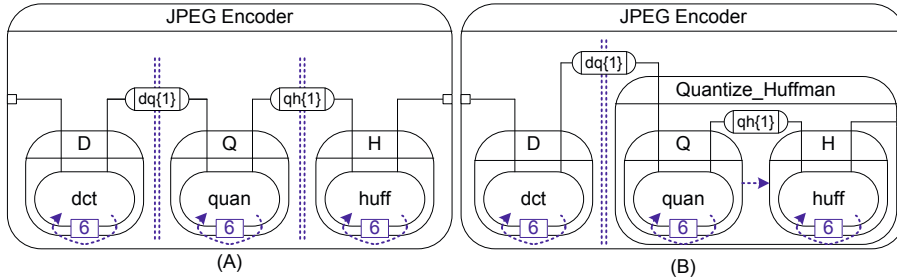 JPEG Encoder
dq{1}
qh{1}
D
Q
H
dct
quan
huff
6
6
6
(A)
JPEG Encoder
dq{1}
Quantize_Huffman
qh{1}
D
Q
H
dct
quan
huff
6
6
6
(B)